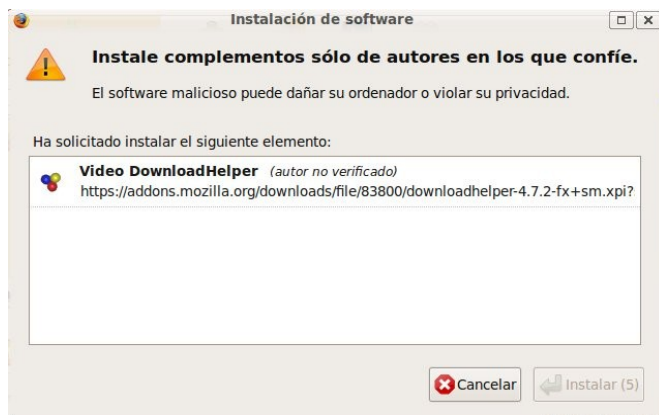 Instalación de software
Instale complementos sólo de autores en los que confíe.
El software malicioso puede dañar su ordenador o violar su privacidad.
Ha solicitado instalar el siguiente elemento:
Video DownloadHelper (autor no verificado)
https://addons.mozilla.org/downloads/file/83800/downloadhelper-4.7.2-fx+sm.xpi?
Cancelar
Instalar (5)